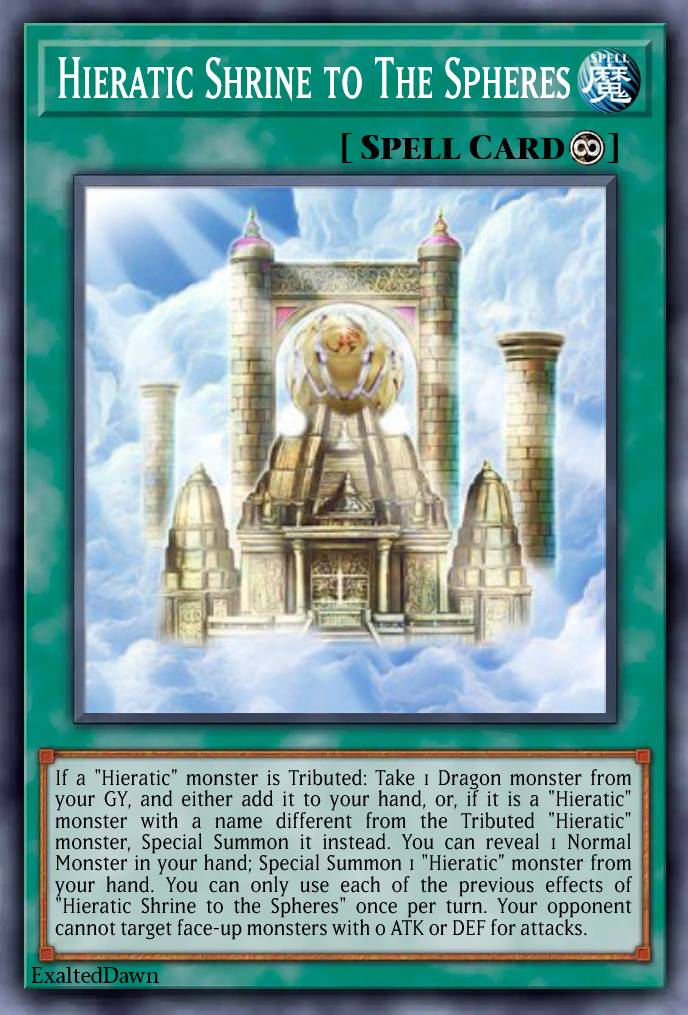 Hieratic Shrine to The Spheres
SPELL
魔
[ Spell Card ]
If a "Hieratic" monster is Tributed: Take 1 Dragon monster from
your GY, and either add it to your hand, or, if it is a "Hieratic"
monster with a name different from the Tributed "Hieratic"
monster, Special Summon it instead. You can reveal 1 Normal
Monster in your hand; Special Summon 1 "Hieratic" monster from
your hand. You can only use each of the previous effects of
"Hieratic Shrine to the Spheres" once per turn. Your opponent
cannot target face-up monsters with 0 ATK or DEF for attacks.
ExaltedDawn